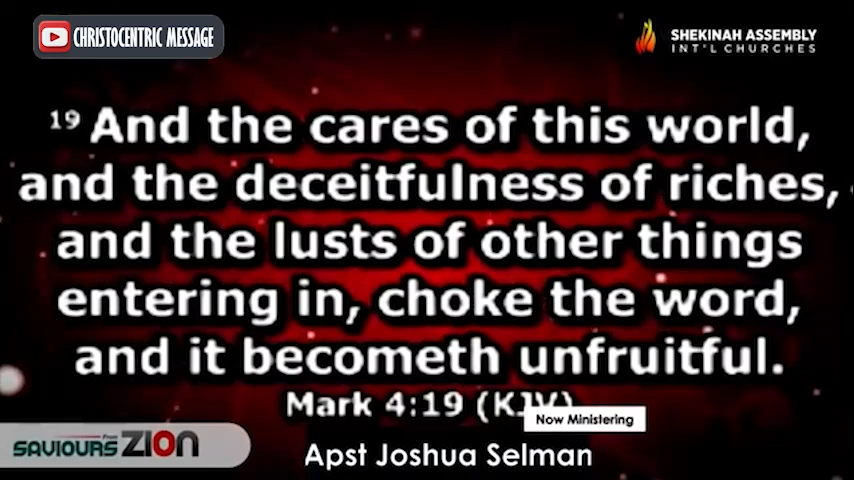 CHRISTOCENTRIC MESSAGE
SHEKINAH ASSEMBLY
INT'L CHURCHES
19 And the cares of this world,
and the deceitfulness of riches,
and the lusts of other things
entering in, choke the word,
and it becometh unfruitful.
Mark 4:19 (KJV)
Now Ministering
SAVIOURS From ZION
Apst Joshua Selman